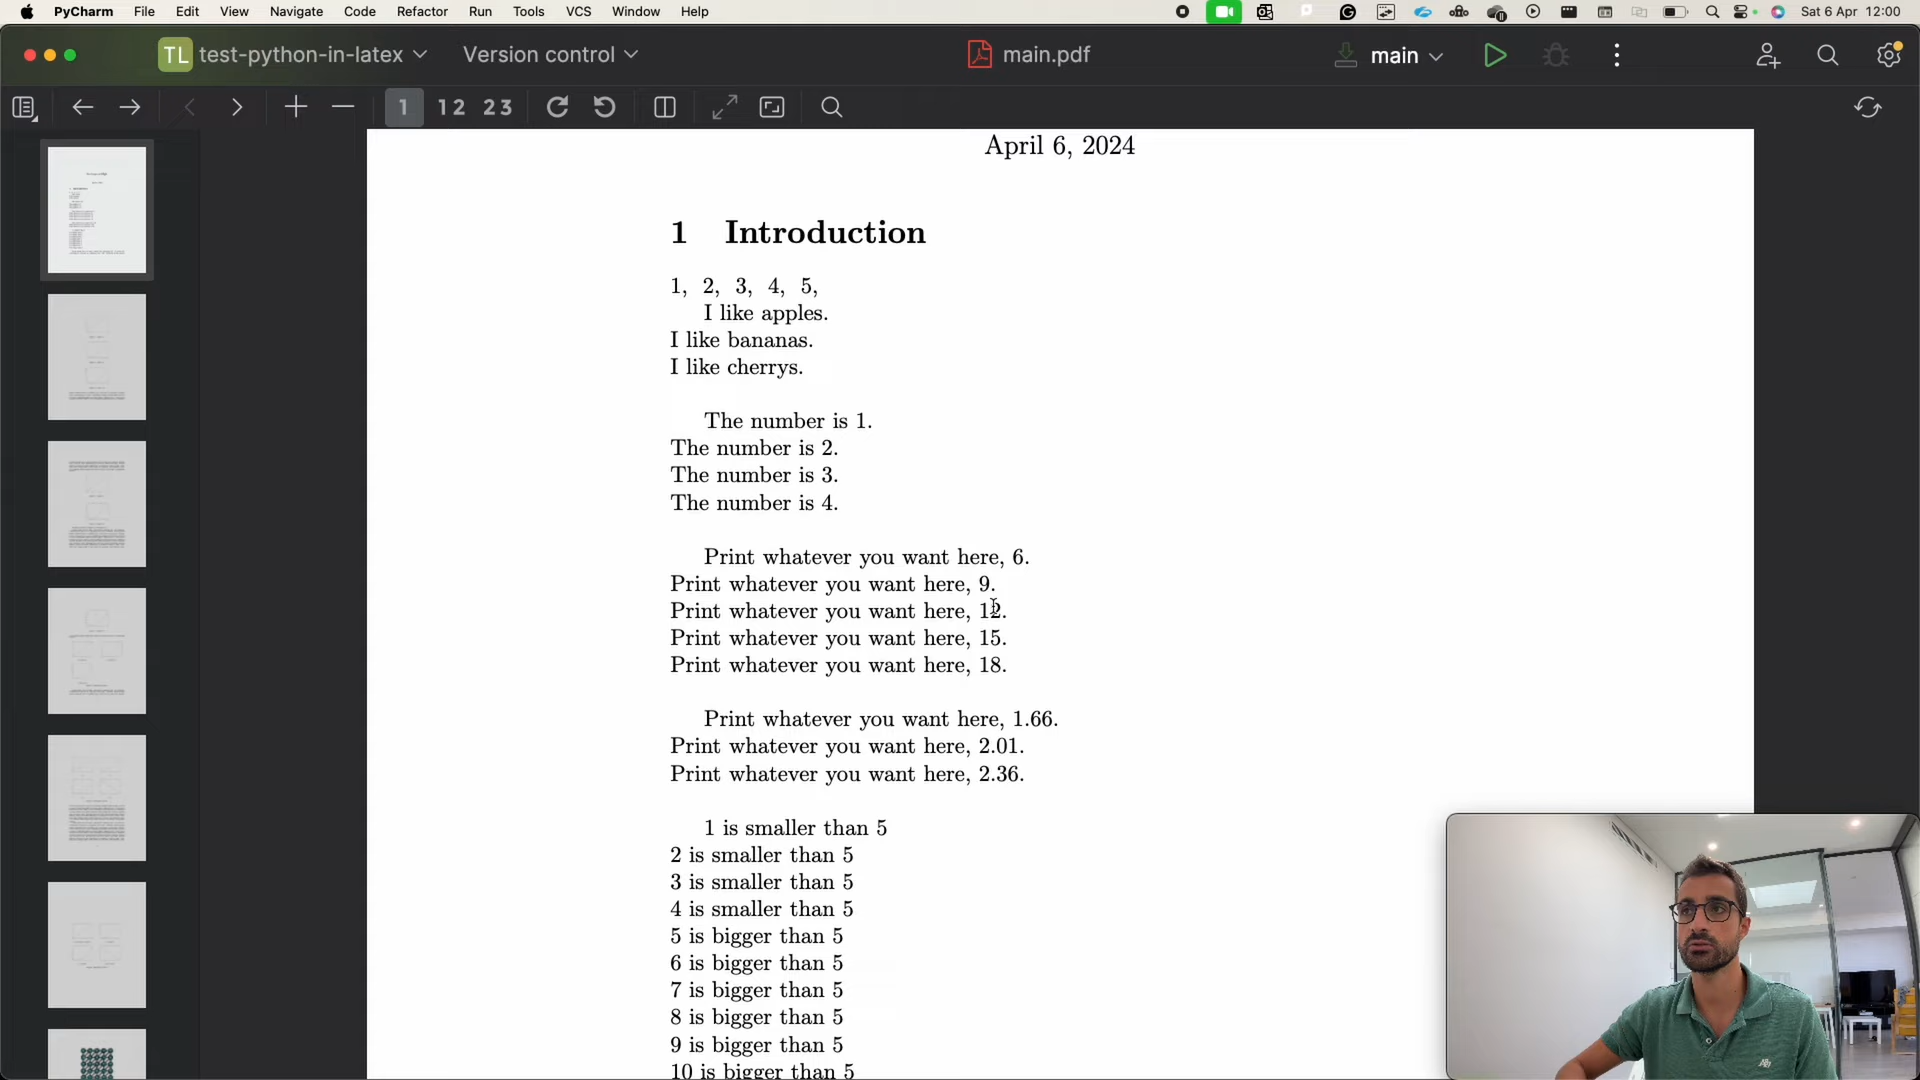 PyCharm File Edit View Navigate Code Refactor Run Tools VCS Window Help Sat 6 Apr 12:00
TL test-python-in-latex Version control main.pdf main
1 12 23
April 6, 2024
1 Introduction
1, 2, 3, 4, 5,
I like apples.
I like bananas.
I like cherrys.
The number is 1.
The number is 2.
The number is 3.
The number is 4.
Print whatever you want here, 6.
Print whatever you want here, 9.
Print whatever you want here, 12.
Print whatever you want here, 15.
Print whatever you want here, 18.
Print whatever you want here, 1.66.
Print whatever you want here, 2.01.
Print whatever you want here, 2.36.
1 is smaller than 5
2 is smaller than 5
3 is smaller than 5
4 is smaller than 5
5 is bigger than 5
6 is bigger than 5
7 is bigger than 5
8 is bigger than 5
9 is bigger than 5
10 is bigger than 5